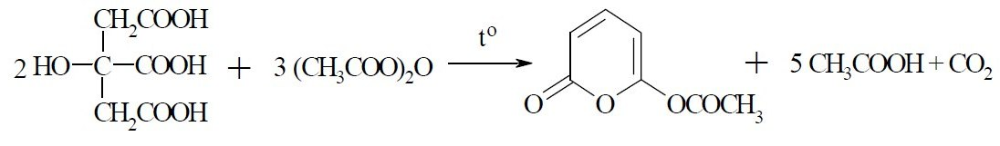 CH₂COOH
2 HO–C–COOH + 3 (CH₃COO)₂O t° + 5 CH₃COOH + CO₂
CH₂COOH
O O OCOCH₃